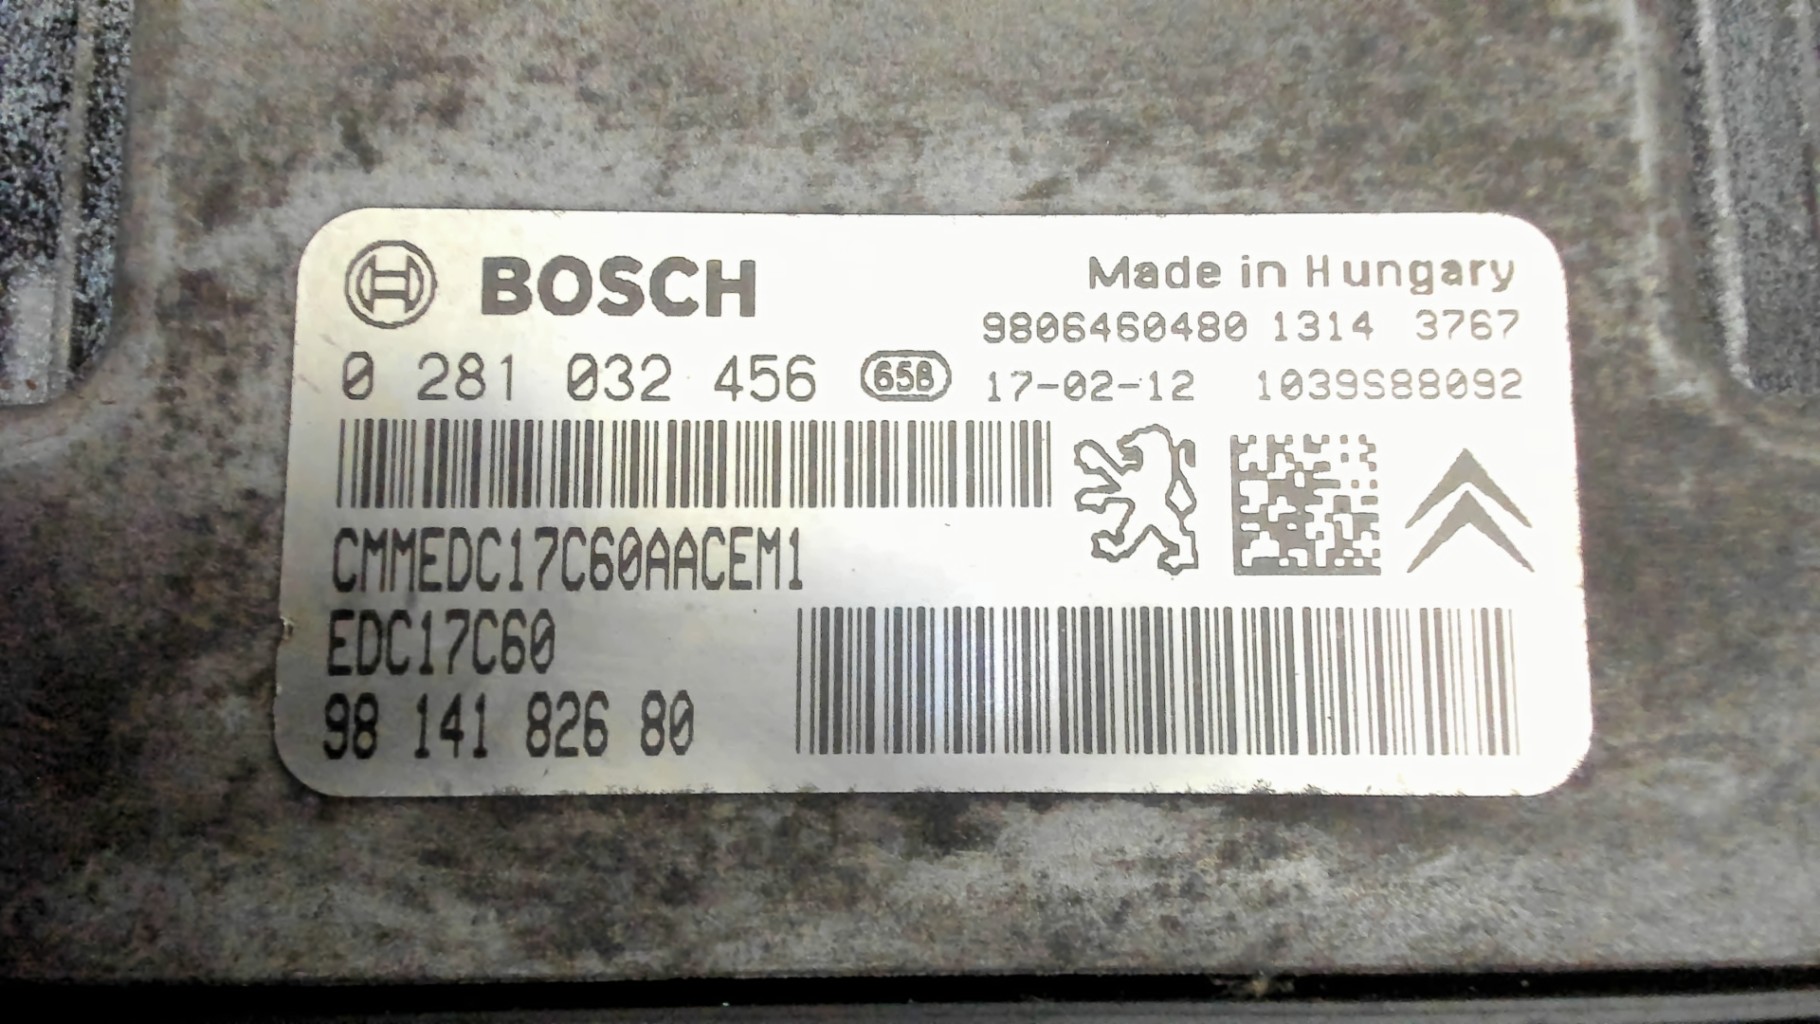 BOSCH
Made in Hungary
9806460480 1314 3767
0 281 032 456 658 17-02-12 1039S88092
CMMEDC17C60AACEM1
EDC17C60
98 141 826 80